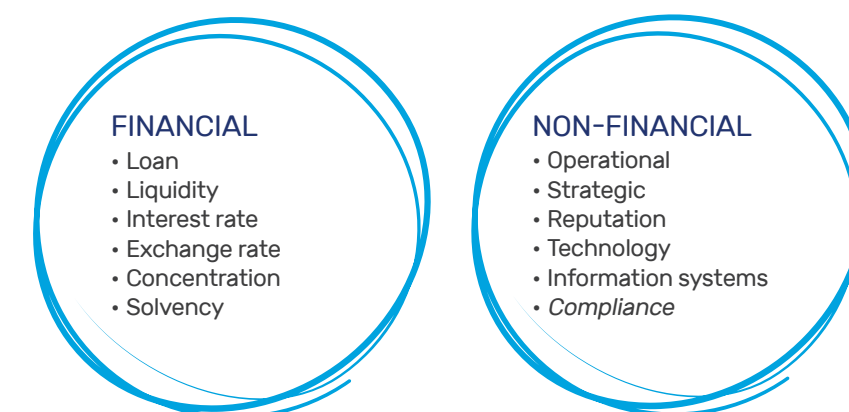 FINANCIAL
• Loan
• Liquidity
• Interest rate
• Exchange rate
• Concentration
• Solvency
NON-FINANCIAL
• Operational
• Strategic
• Reputation
• Technology
• Information systems
• Compliance